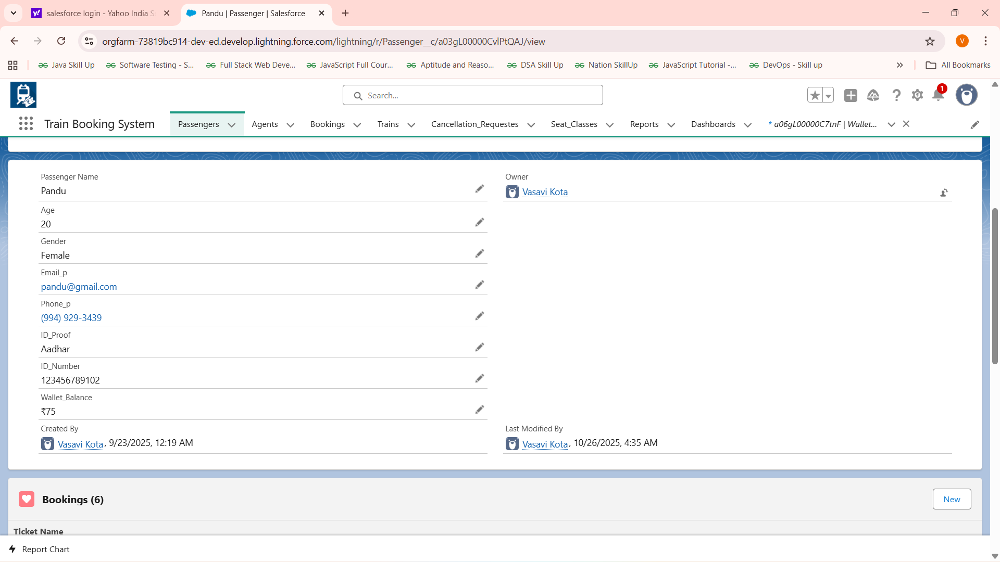 salesforce login - Yahoo India S
Pandu | Passenger | Salesforce
orgfarm-73819bc914-dev-ed.develop.lightning.force.com/lightning/r/Passenger__c/a03gL00000CvlPtQAJ/view
V
Java Skill Up
Software Testing - S...
Full Stack Web Deve...
JavaScript Full Cour...
Aptitude and Reaso...
DSA Skill Up
Nation SkillUp
JavaScript Tutorial -...
DevOps - Skill up
All Bookmarks
Search...
1
Train Booking System
Passengers
Agents
Bookings
Trains
Cancellation_Requestes
Seat_Classes
Reports
Dashboards
* a06gL00000C7tnF | Wallet...
Passenger Name
Pandu
Owner
Vasavi Kota
Age
20
Gender
Female
Email_p
pandu@gmail.com
Phone_p
(994) 929-3439
ID_Proof
Aadhar
ID_Number
123456789102
Wallet_Balance
₹75
Created By
Vasavi Kota, 9/23/2025, 12:19 AM
Last Modified By
Vasavi Kota, 10/26/2025, 4:35 AM
Bookings (6)
New
Ticket Name
Report Chart